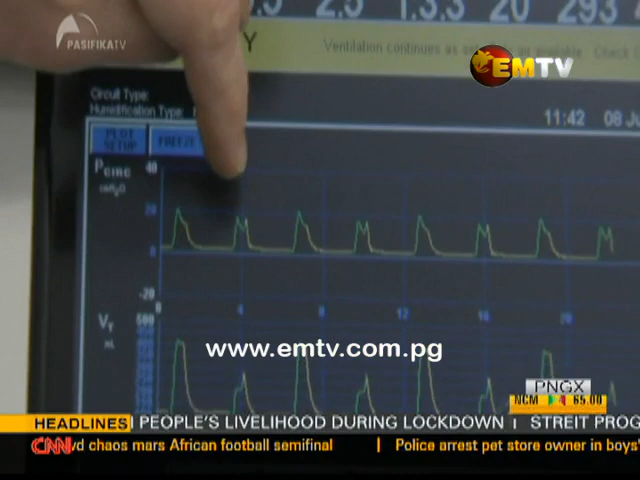 PASIFIKATV
2.5 1.3.3 20 293
Y Ventilation continues as
EMTV
Circuit Type:
Humidification Type:
11:42 08 Ju
PLOT SETUP
FREEZE
PCIRC
cmH2O
40
20
0
-20
0 4 8 12 16 20
VT
mL
500
www.emtv.com.pg
PNGX
NCM 65.00
HEADLINES PEOPLE'S LIVELIHOOD DURING LOCKDOWN STREIT PROG
CNN vd chaos mars African football semifinal | Police arrest pet store owner in boys'